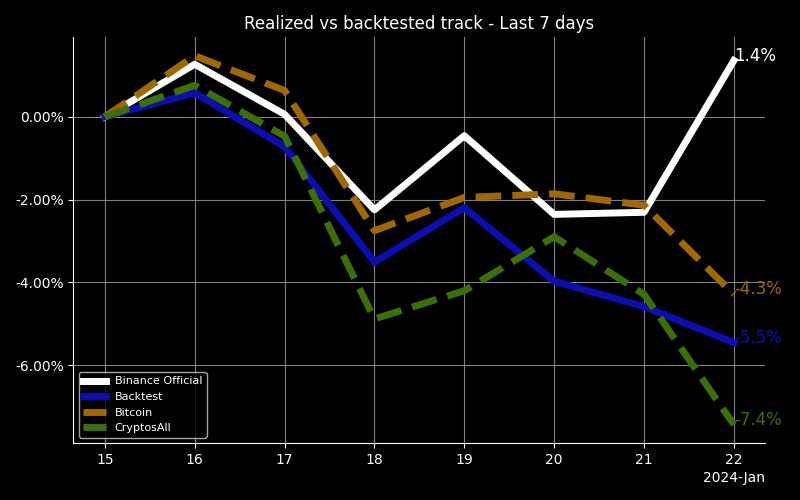 Realized vs backtested track - Last 7 days
1.4%
0.00%
-2.00%
-4.00%
-4.3%
-5.5%
-6.00%
-7.4%
Binance Official
Backtest
Bitcoin
CryptosAll
15 16 17 18 19 20 21 22
2024-Jan